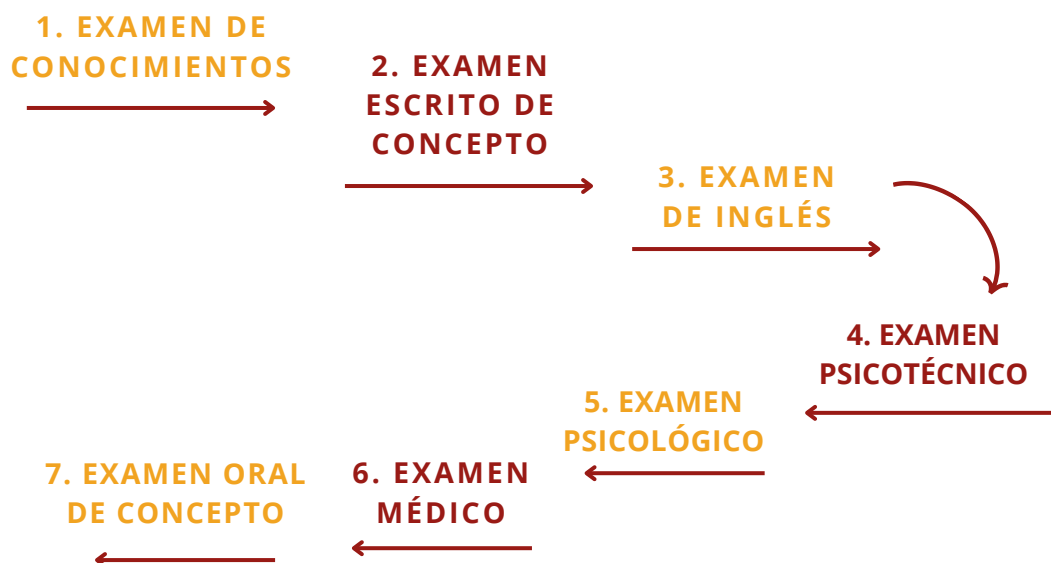 1. EXAMEN DE
CONOCIMIENTOS
2. EXAMEN
ESCRITO DE
CONCEPTO
3. EXAMEN
DE INGLÉS
4. EXAMEN
PSICOTÉCNICO
5. EXAMEN
PSICOLÓGICO
6. EXAMEN
MÉDICO
7. EXAMEN ORAL
DE CONCEPTO